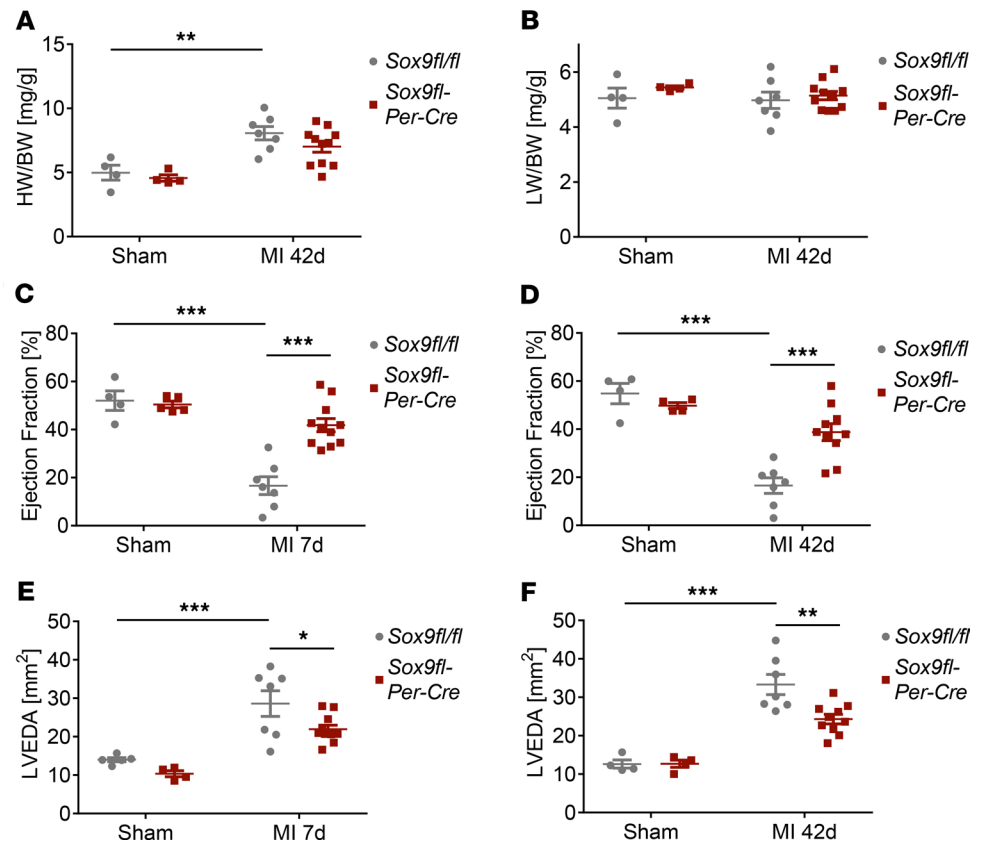 A
HW/BW [mg/g]
15
10
5
0
**
Sham
MI 42d
Sox9fl/fl
Sox9fl-
Per-Cre
B
LW/BW [mg/g]
6
4
2
0
Sham
MI 42d
Sox9fl/fl
Sox9fl-
Per-Cre
C
Ejection Fraction [%]
80
60
40
20
0
***
***
Sham
MI 7d
Sox9fl/fl
Sox9fl-
Per-Cre
D
Ejection Fraction [%]
80
60
40
20
0
***
***
Sham
MI 42d
Sox9fl/fl
Sox9fl-
Per-Cre
E
LVEDA [mm²]
50
40
30
20
10
0
***
*
Sham
MI 7d
Sox9fl/fl
Sox9fl-
Per-Cre
F
LVEDA [mm²]
50
40
30
20
10
0
***
**
Sham
MI 42d
Sox9fl/fl
Sox9fl-
Per-Cre